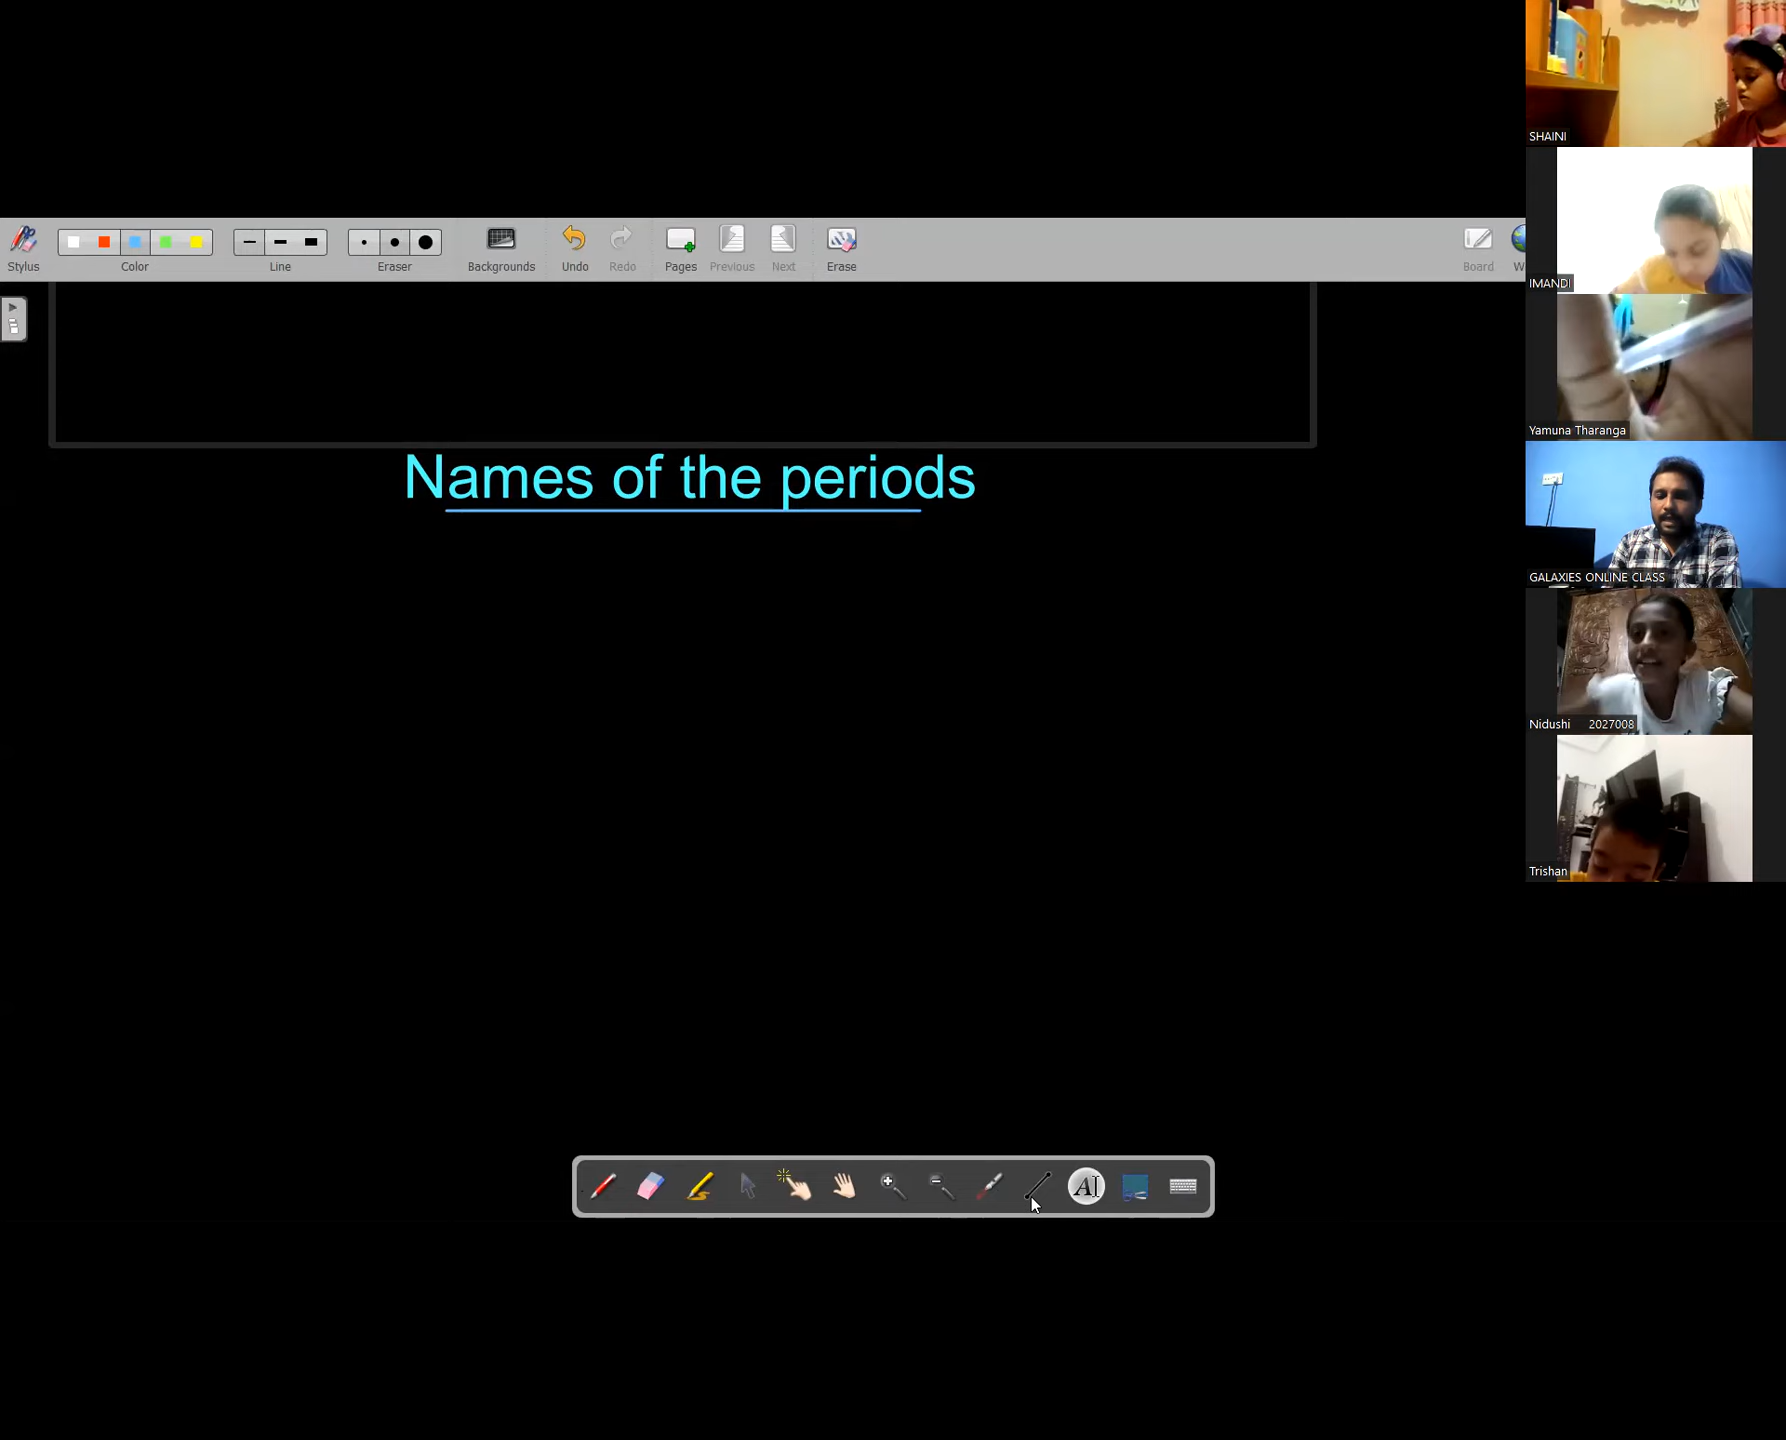 SHAINI
Stylus Color Line Eraser Backgrounds Undo Redo Pages Previous Next Erase Board
IMANDI
Yamuna Tharanga
Names of the periods
GALAXIES ONLINE CLASS
Nidushi 2027008
Trishan
AI